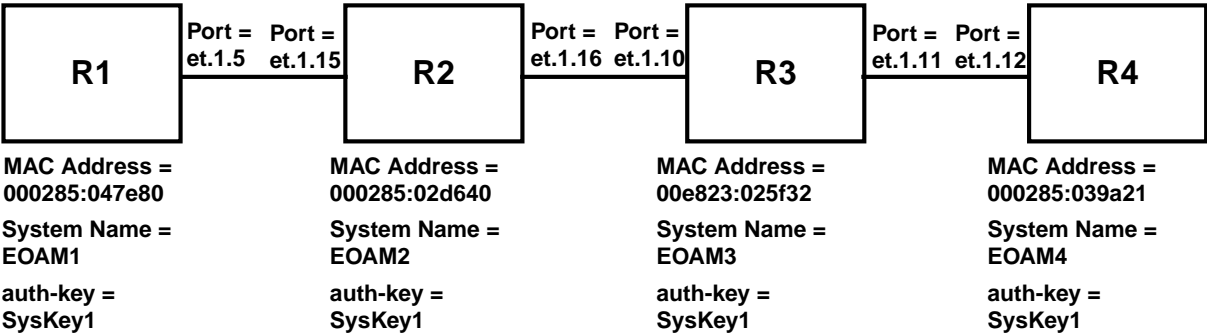 R1
Port =
et.1.5
Port =
et.1.15
R2
Port =
et.1.16
Port =
et.1.10
R3
Port =
et.1.11
Port =
et.1.12
R4
MAC Address =
000285:047e80
System Name =
EOAM1
auth-key =
SysKey1
MAC Address =
000285:02d640
System Name =
EOAM2
auth-key =
SysKey1
MAC Address =
00e823:025f32
System Name =
EOAM3
auth-key =
SysKey1
MAC Address =
000285:039a21
System Name =
EOAM4
auth-key =
SysKey1